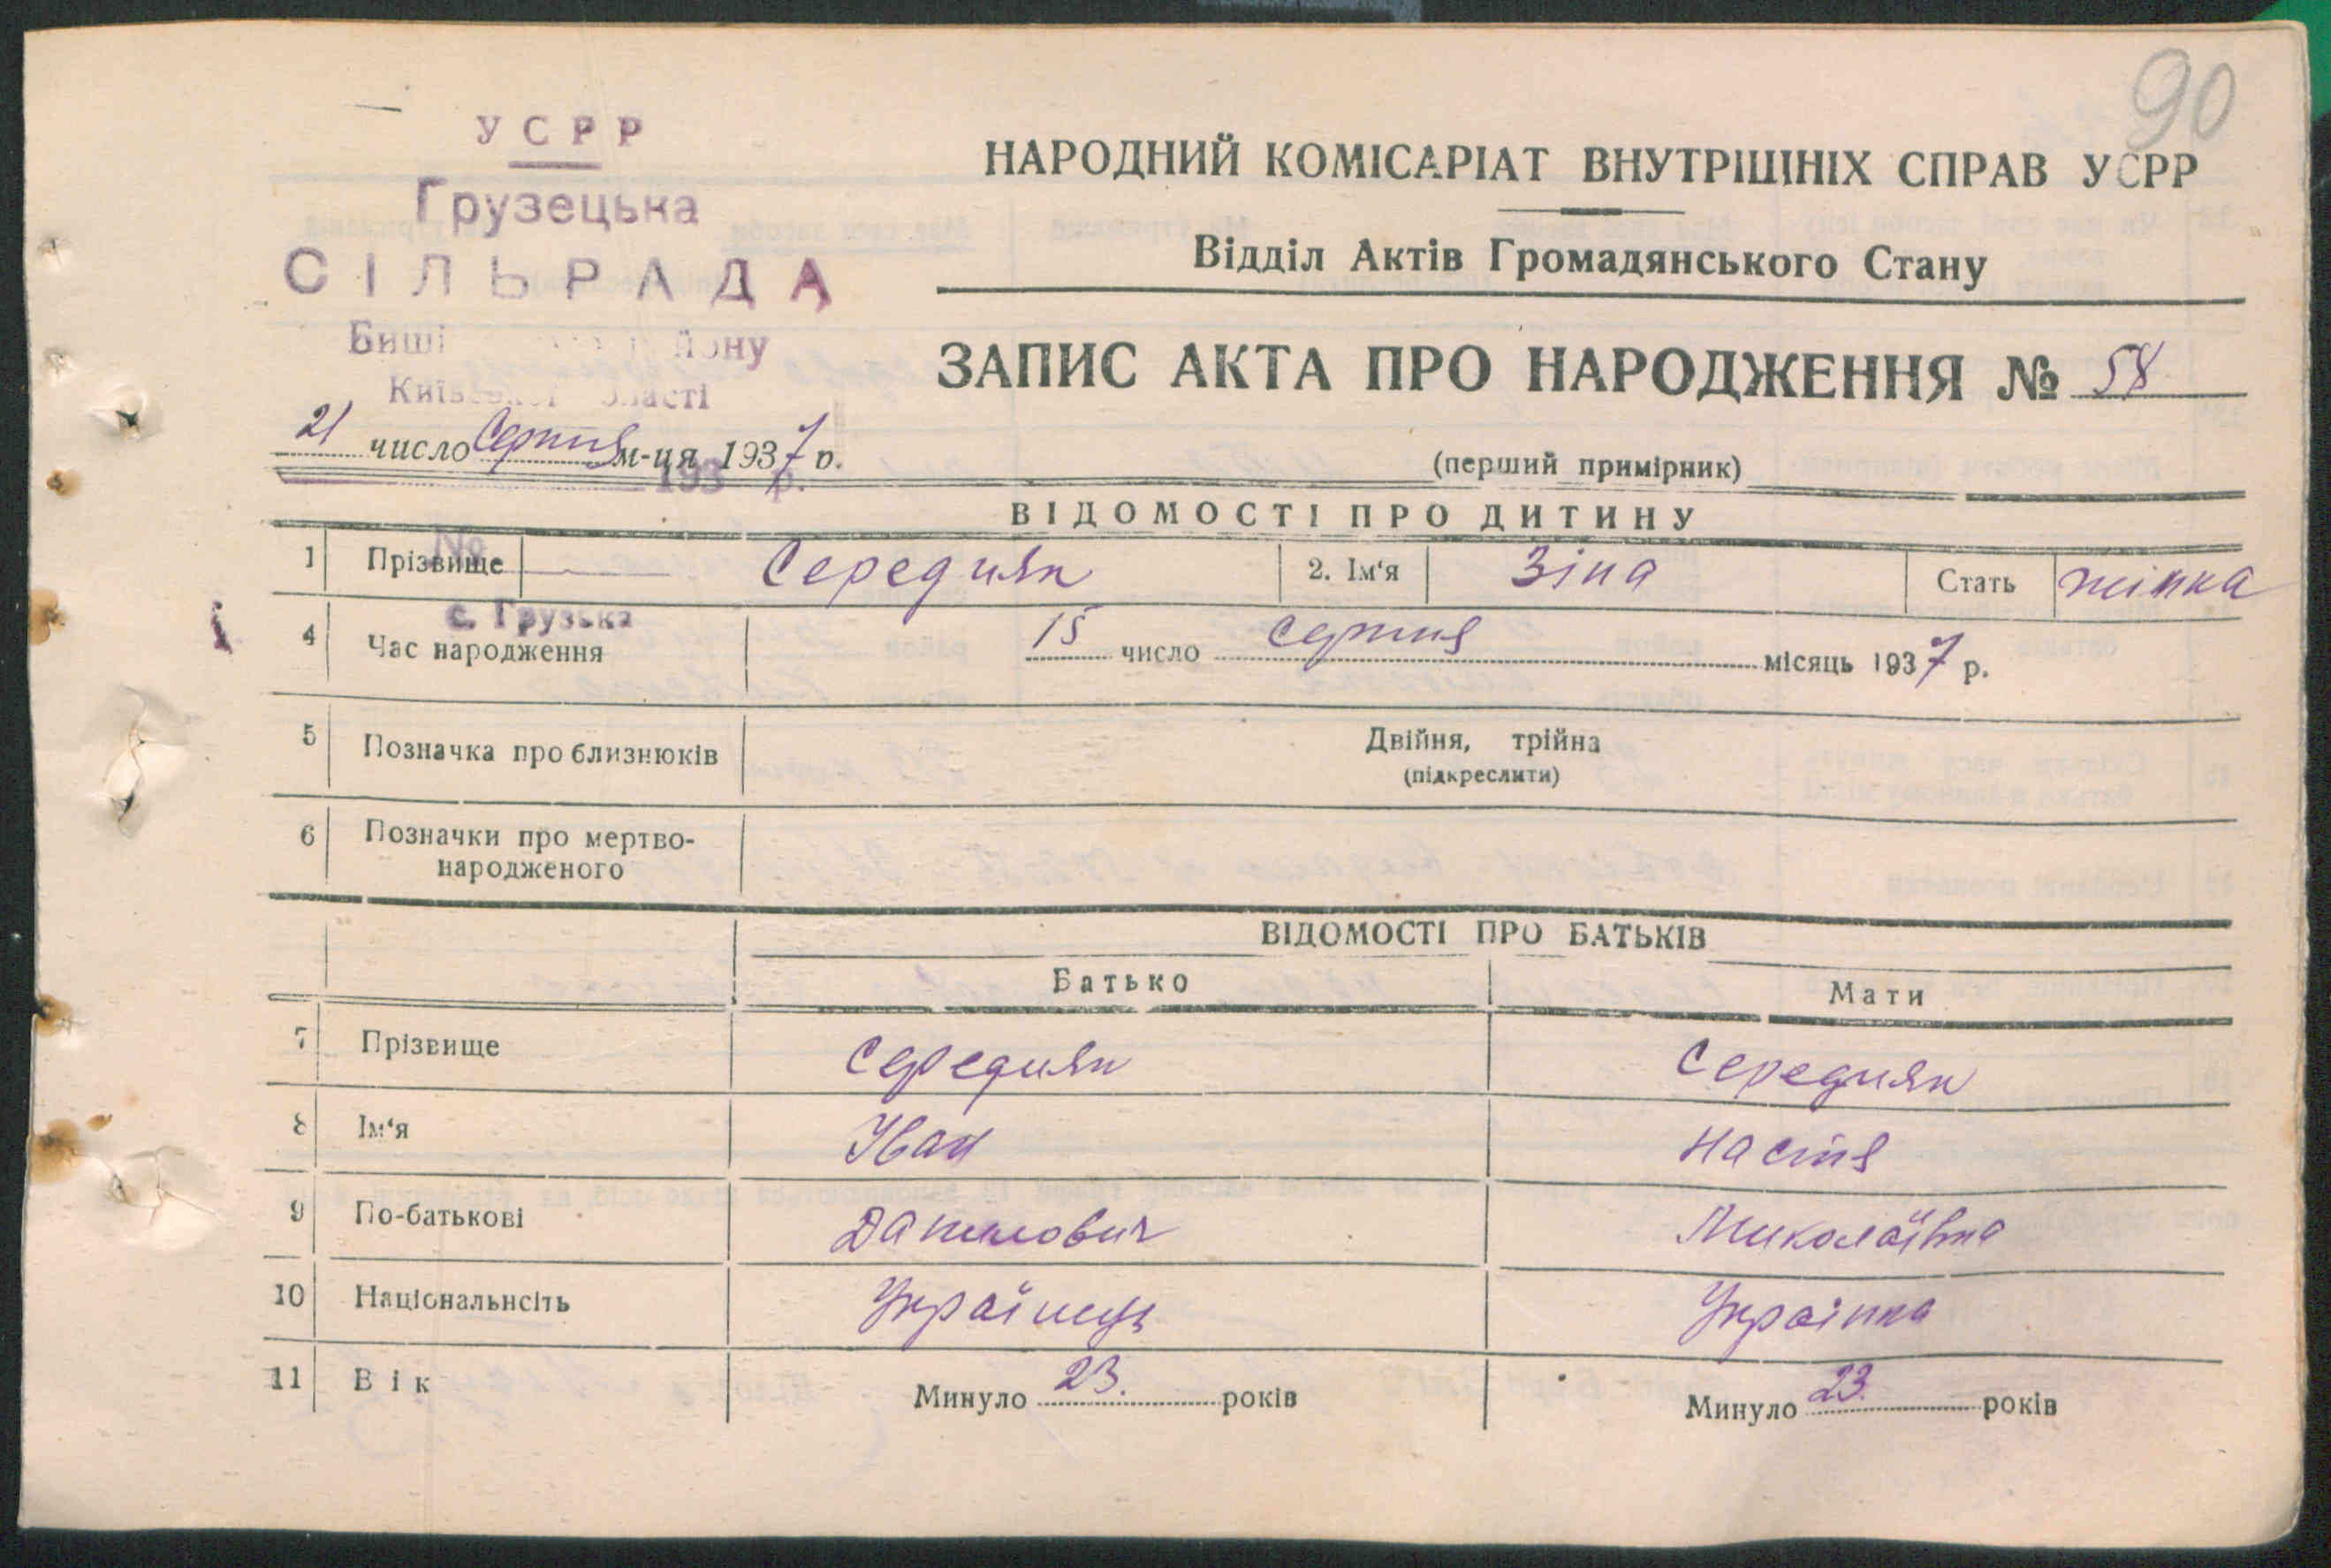 90
УСРР
Грузецька
СІЛЬРАДА
Київської області
21 число Серпня м-ця 1937 р.
193 р.
№
с. Грузька
НАРОДНИЙ КОМІСАРІАТ ВНУТРІШНІХ СПРАВ УСРР
Відділ Актів Громадянського Стану
ЗАПИС АКТА ПРО НАРОДЖЕННЯ № 58
(перший примірник)
ВІДОМОСТІ ПРО ДИТИНУ
1 Прізвище Середняк 2. Ім‘я Зіна Стать жінка
4 Час народження 15 число Серпня місяць 1937 р.
5 Позначка про близнюків Двійня, трійна
(підкреслити)
6 Позначки про мертво-
народженого
ВІДОМОСТІ ПРО БАТЬКІВ
Батько Мати
7 Прізвище Середняк Середняк
8 Ім‘я Іван Настя
9 По-батькові Данилович Миколаївна
10 Національнсіть Українець Українка
11 Вік Минуло 23. років Минуло 23. років